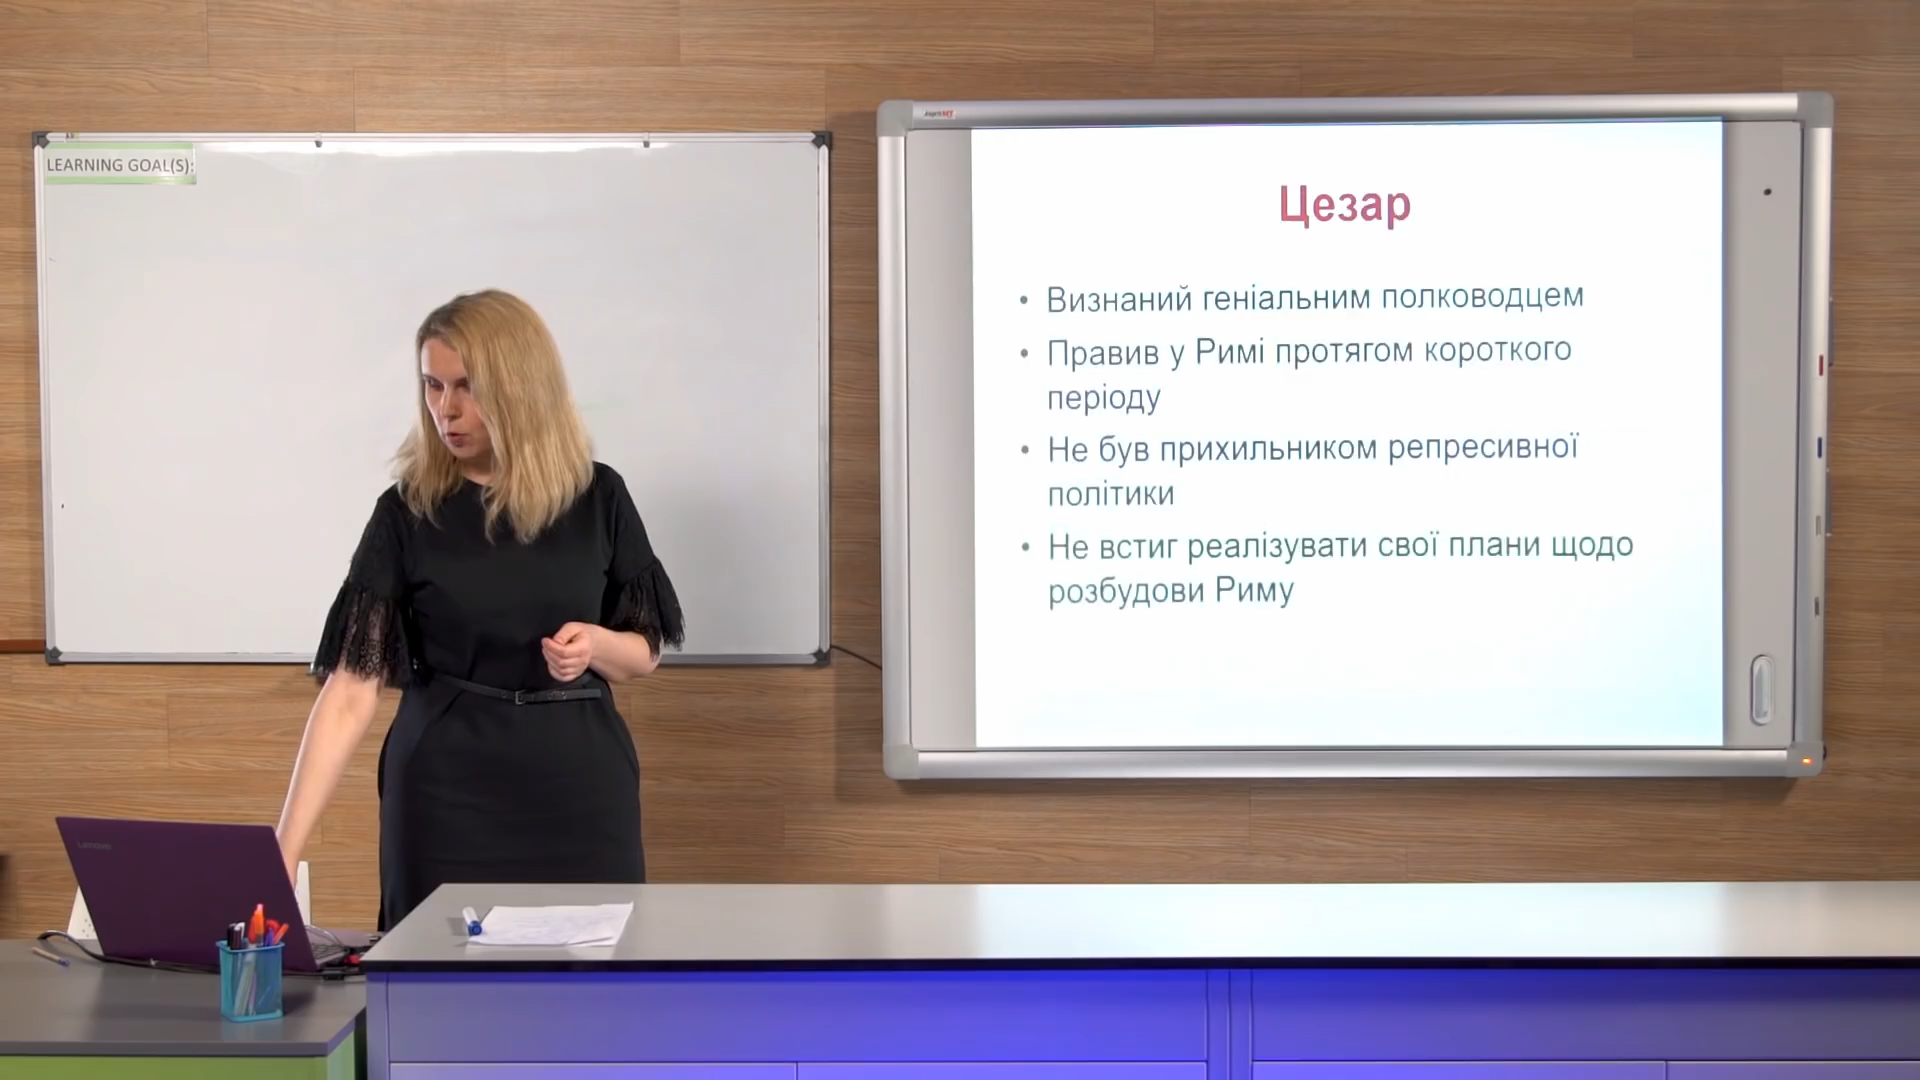 LEARNING GOAL(S):
Цезар
• Визнаний геніальним полководцем
• Правив у Римі протягом короткого
періоду
• Не був прихильником репресивної
політики
• Не встиг реалізувати свої плани щодо
розбудови Риму
Lenovo